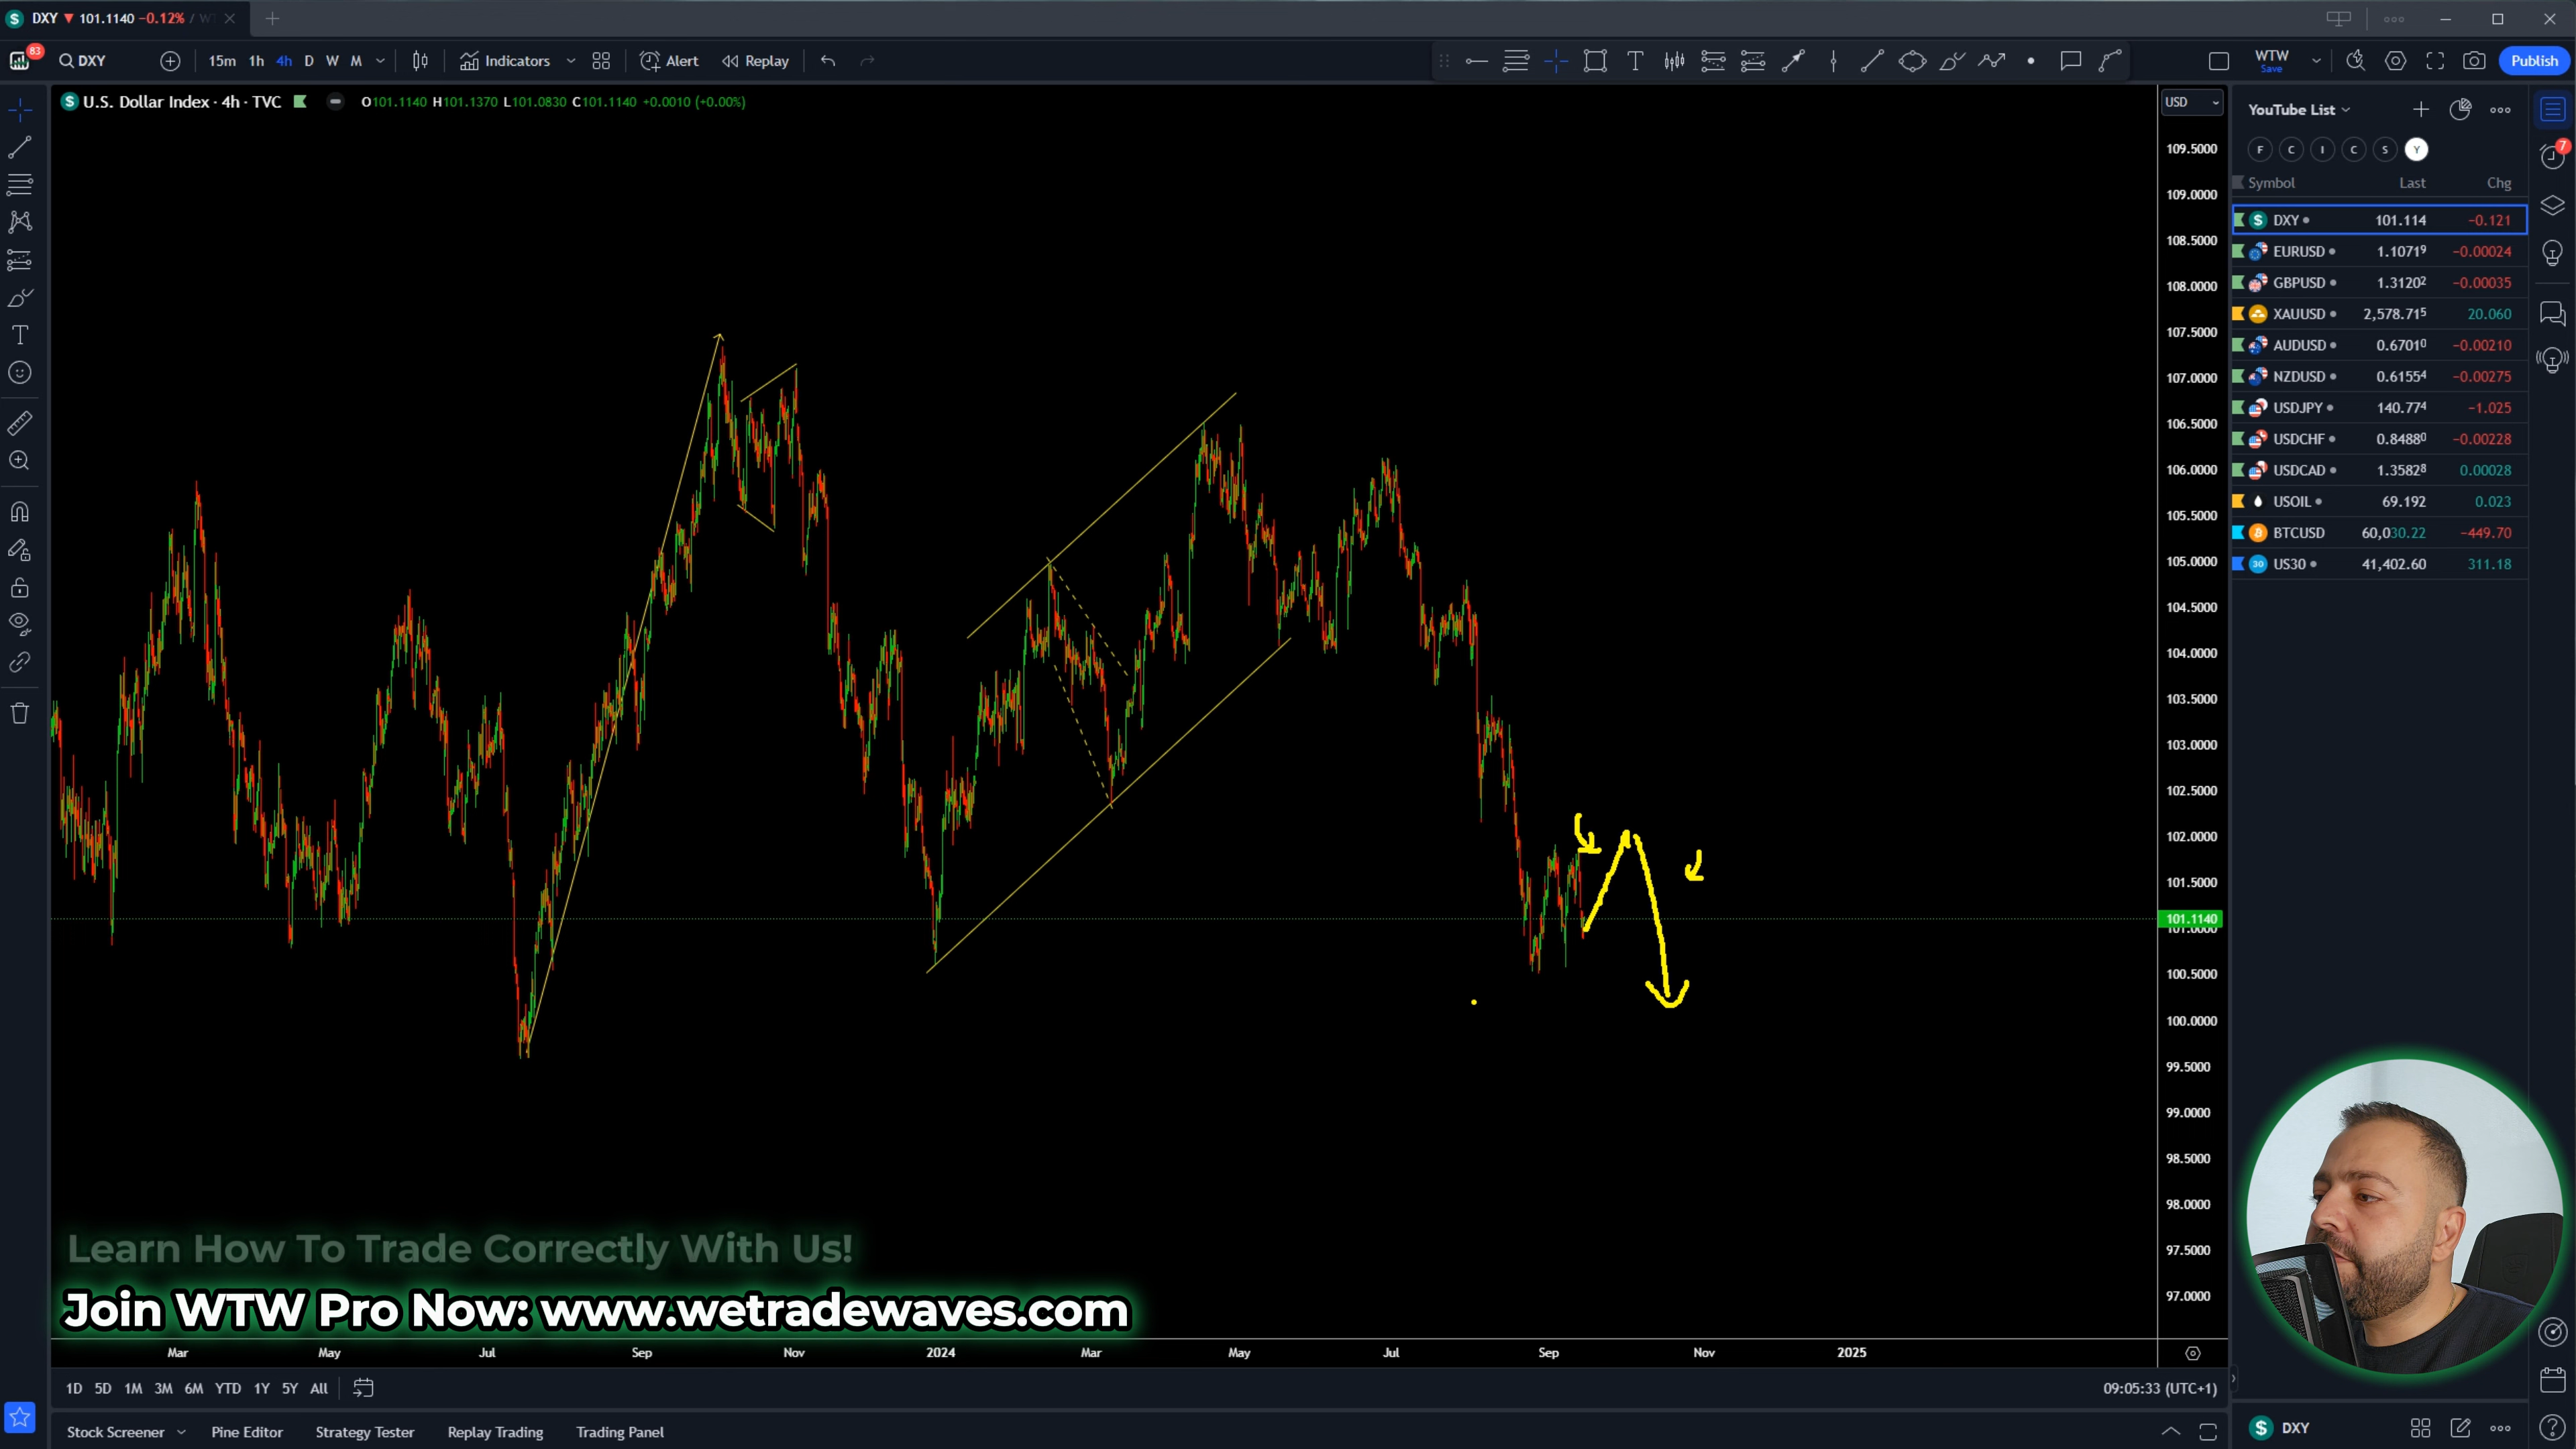 DXY ▼ 101.1140 −0.12% / WT
83 DXY 15m 1h 4h D W M Indicators Alert Replay WTW Save Publish
U.S. Dollar Index · 4h · TVC O101.1140 H101.1370 L101.0830 C101.1140 +0.0010 (+0.00%)
USD
109.5000
109.0000
108.5000
108.0000
107.5000
107.0000
106.5000
106.0000
105.5000
105.0000
104.5000
104.0000
103.5000
103.0000
102.5000
102.0000
101.5000
101.1140
101.0000
100.5000
100.0000
99.5000
99.0000
98.5000
98.0000
97.5000
97.0000
YouTube List
F C I C S Y
7
Symbol Last Chg
DXY 101.114 −0.121
EURUSD 1.10719 −0.00024
GBPUSD 1.31202 −0.00035
XAUUSD 2,578.715 20.060
AUDUSD 0.67010 −0.00210
NZDUSD 0.61554 −0.00275
USDJPY 140.774 −1.025
USDCHF 0.84880 −0.00228
USDCAD 1.35828 0.00028
USOIL 69.192 0.023
BTCUSD 60,030.22 −449.70
30 US30 41,402.60 311.18
Learn How To Trade Correctly With Us!
Join WTW Pro Now: www.wetradewaves.com
Mar May Jul Sep Nov 2024 Mar May Jul Sep Nov 2025
1D 5D 1M 3M 6M YTD 1Y 5Y All 09:05:33 (UTC+1)
Stock Screener Pine Editor Strategy Tester Replay Trading Trading Panel
DXY